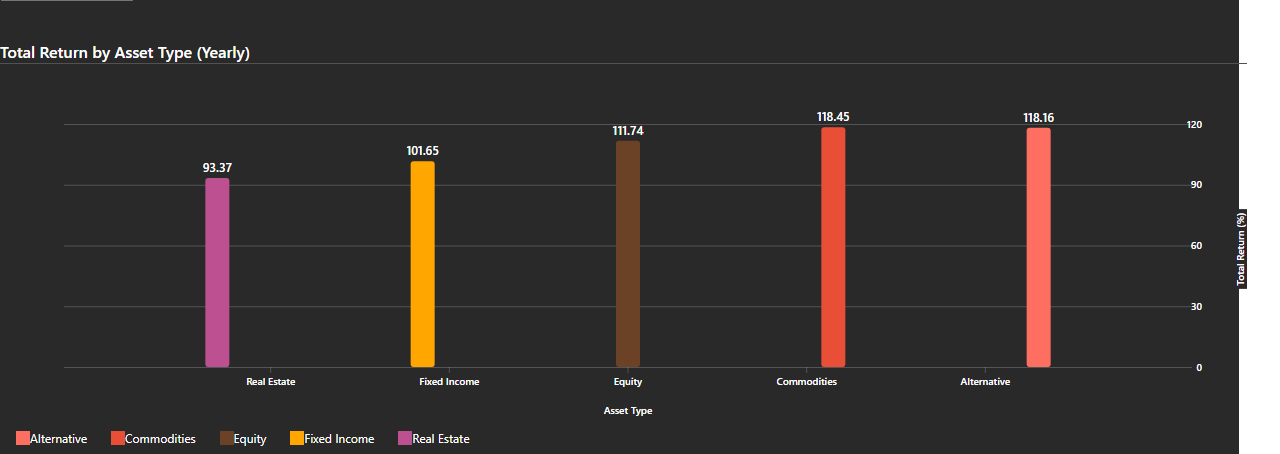 Total Return by Asset Type (Yearly)
118.45
118.16
120
111.74
101.65
93.37
90
60
Total Return (%)
30
0
Real Estate
Fixed Income
Equity
Commodities
Alternative
Asset Type
Alternative
Commodities
Equity
Fixed Income
Real Estate